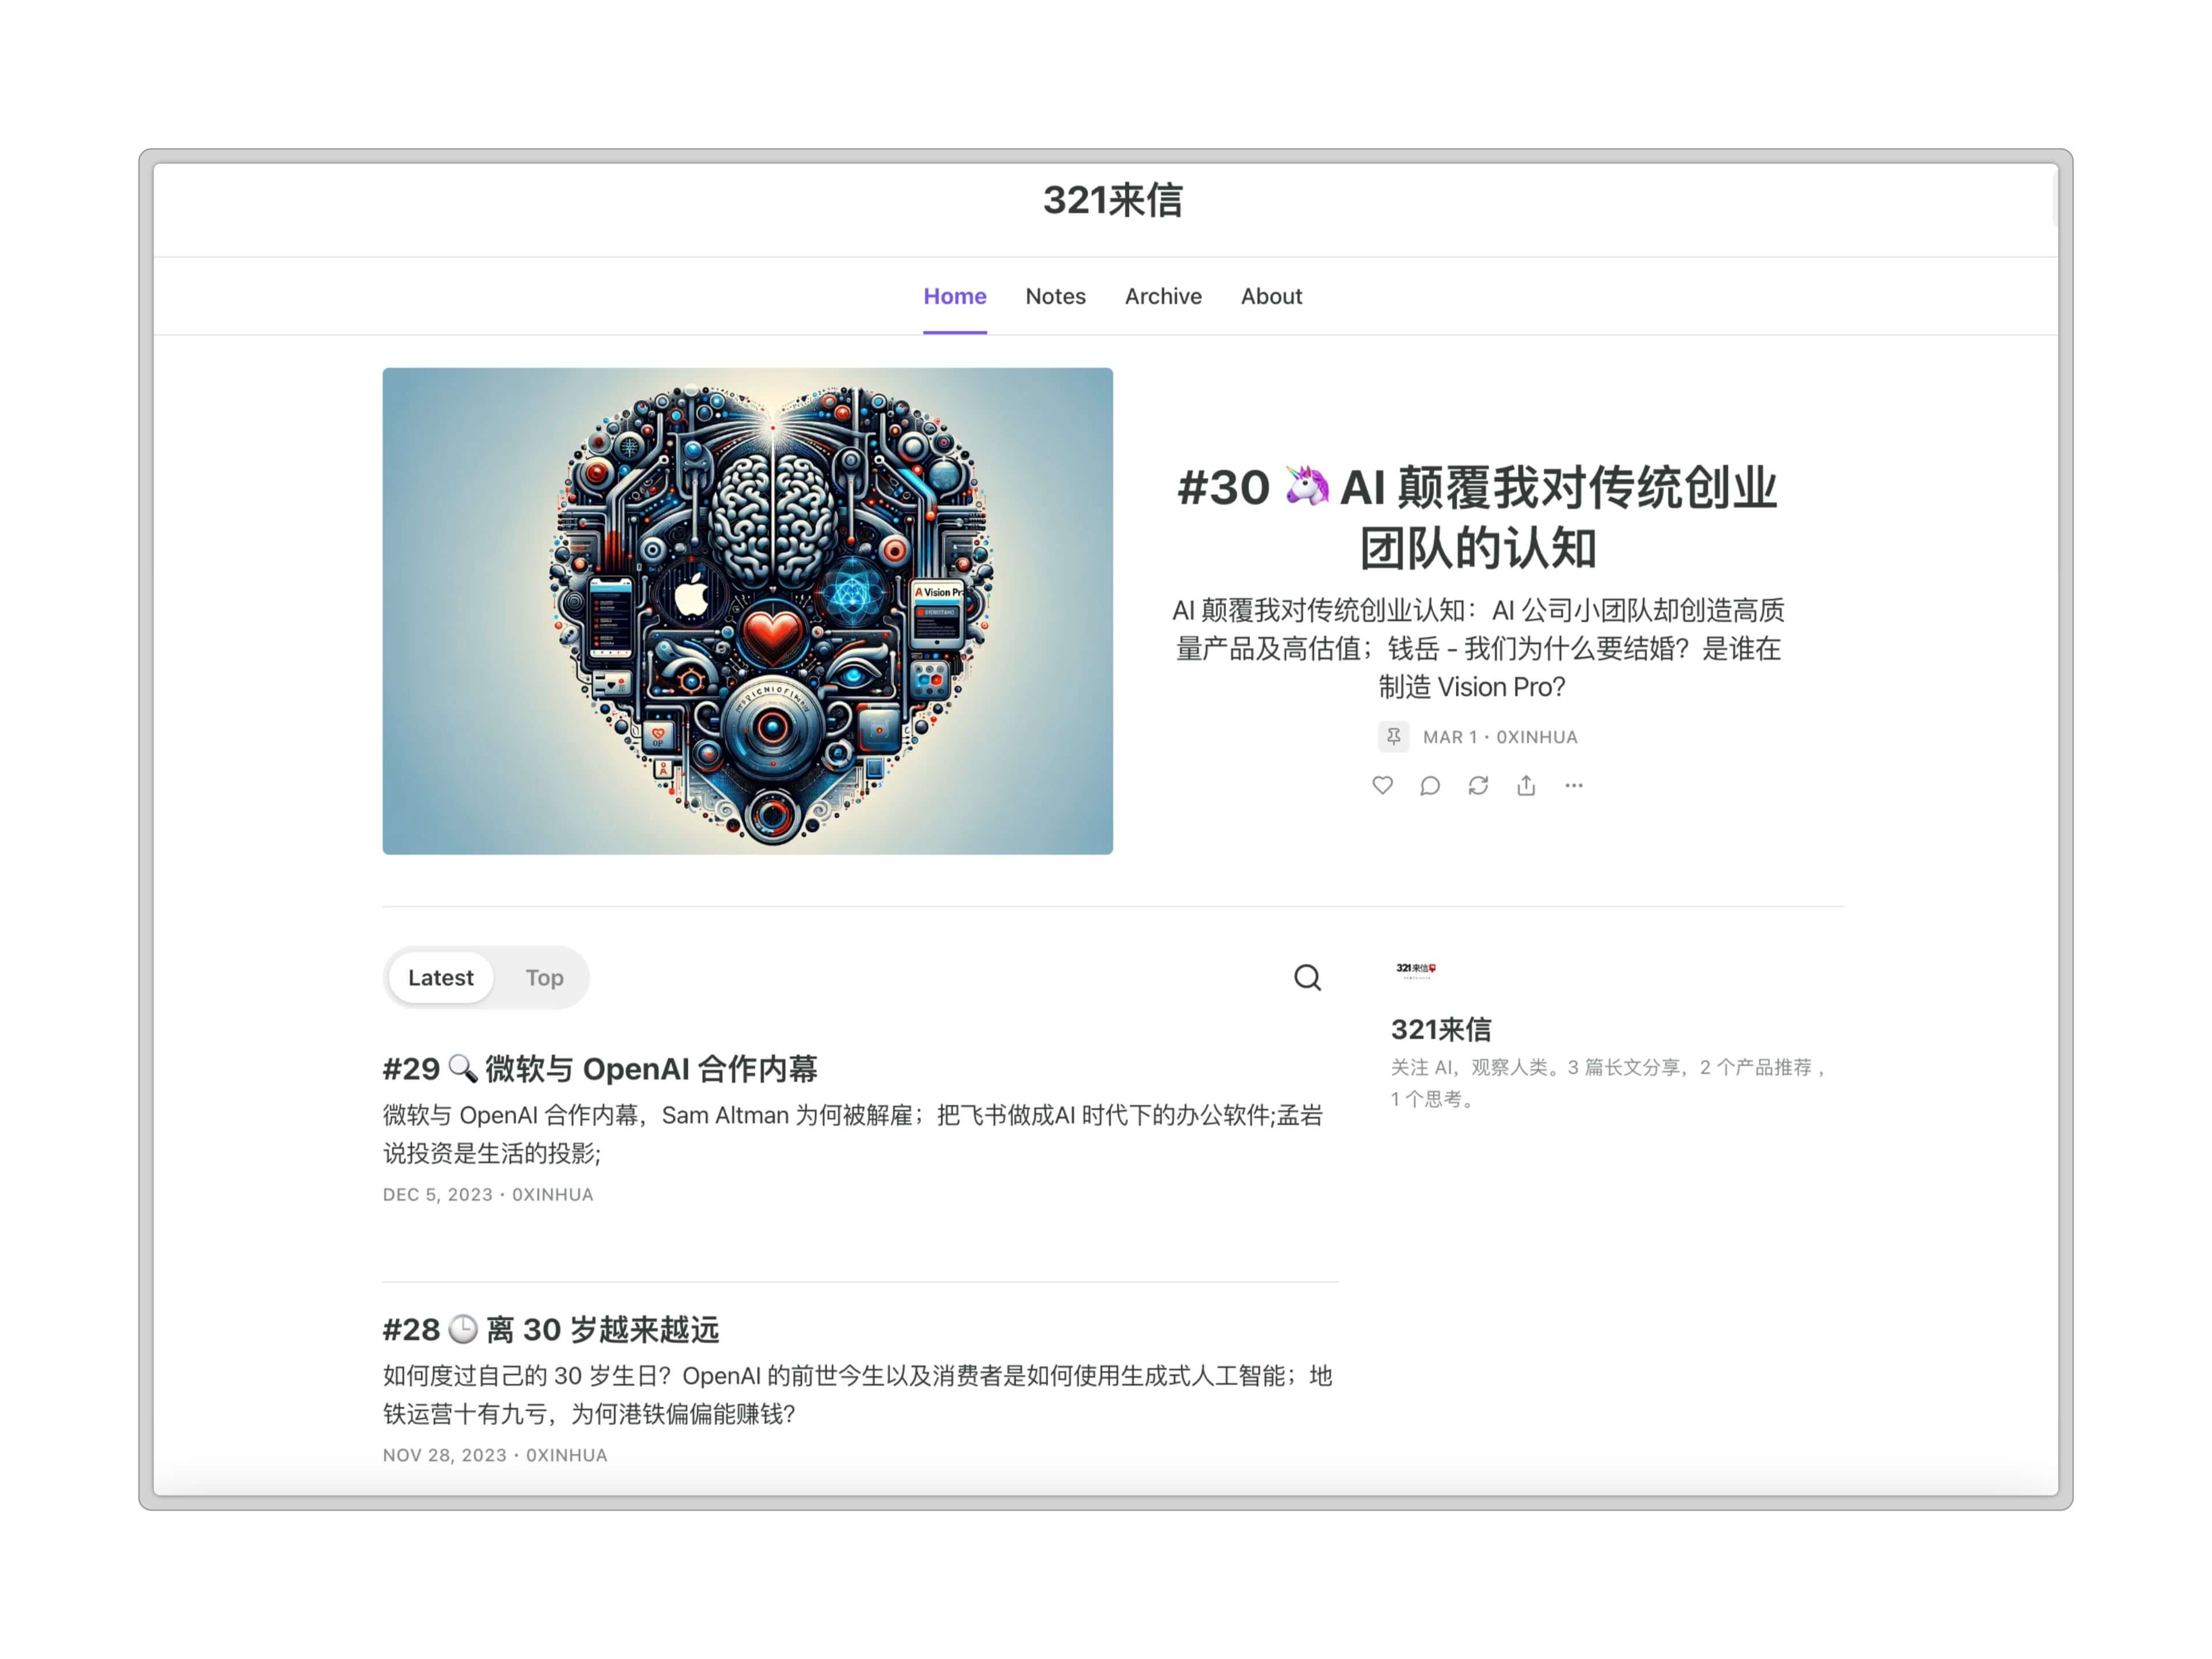 321来信
Home Notes Archive About
A Vision Pr
OP
#30 🦄 AI 颠覆我对传统创业
团队的认知
AI 颠覆我对传统创业认知：AI 公司小团队却创造高质
量产品及高估值；钱岳 - 我们为什么要结婚？是谁在
制造 Vision Pro?
MAR 1 • 0XINHUA
Latest Top
#29 🔍 微软与 OpenAI 合作内幕
微软与 OpenAI 合作内幕，Sam Altman 为何被解雇；把飞书做成AI 时代下的办公软件;孟岩
说投资是生活的投影;
DEC 5, 2023 • 0XINHUA
#28 🕒 离 30 岁越来越远
如何度过自己的 30 岁生日？OpenAI 的前世今生以及消费者是如何使用生成式人工智能；地
铁运营十有九亏，为何港铁偏偏能赚钱？
NOV 28, 2023 • 0XINHUA
321来信
321来信
关注 AI，观察人类。3 篇长文分享，2 个产品推荐 ，
1 个思考。